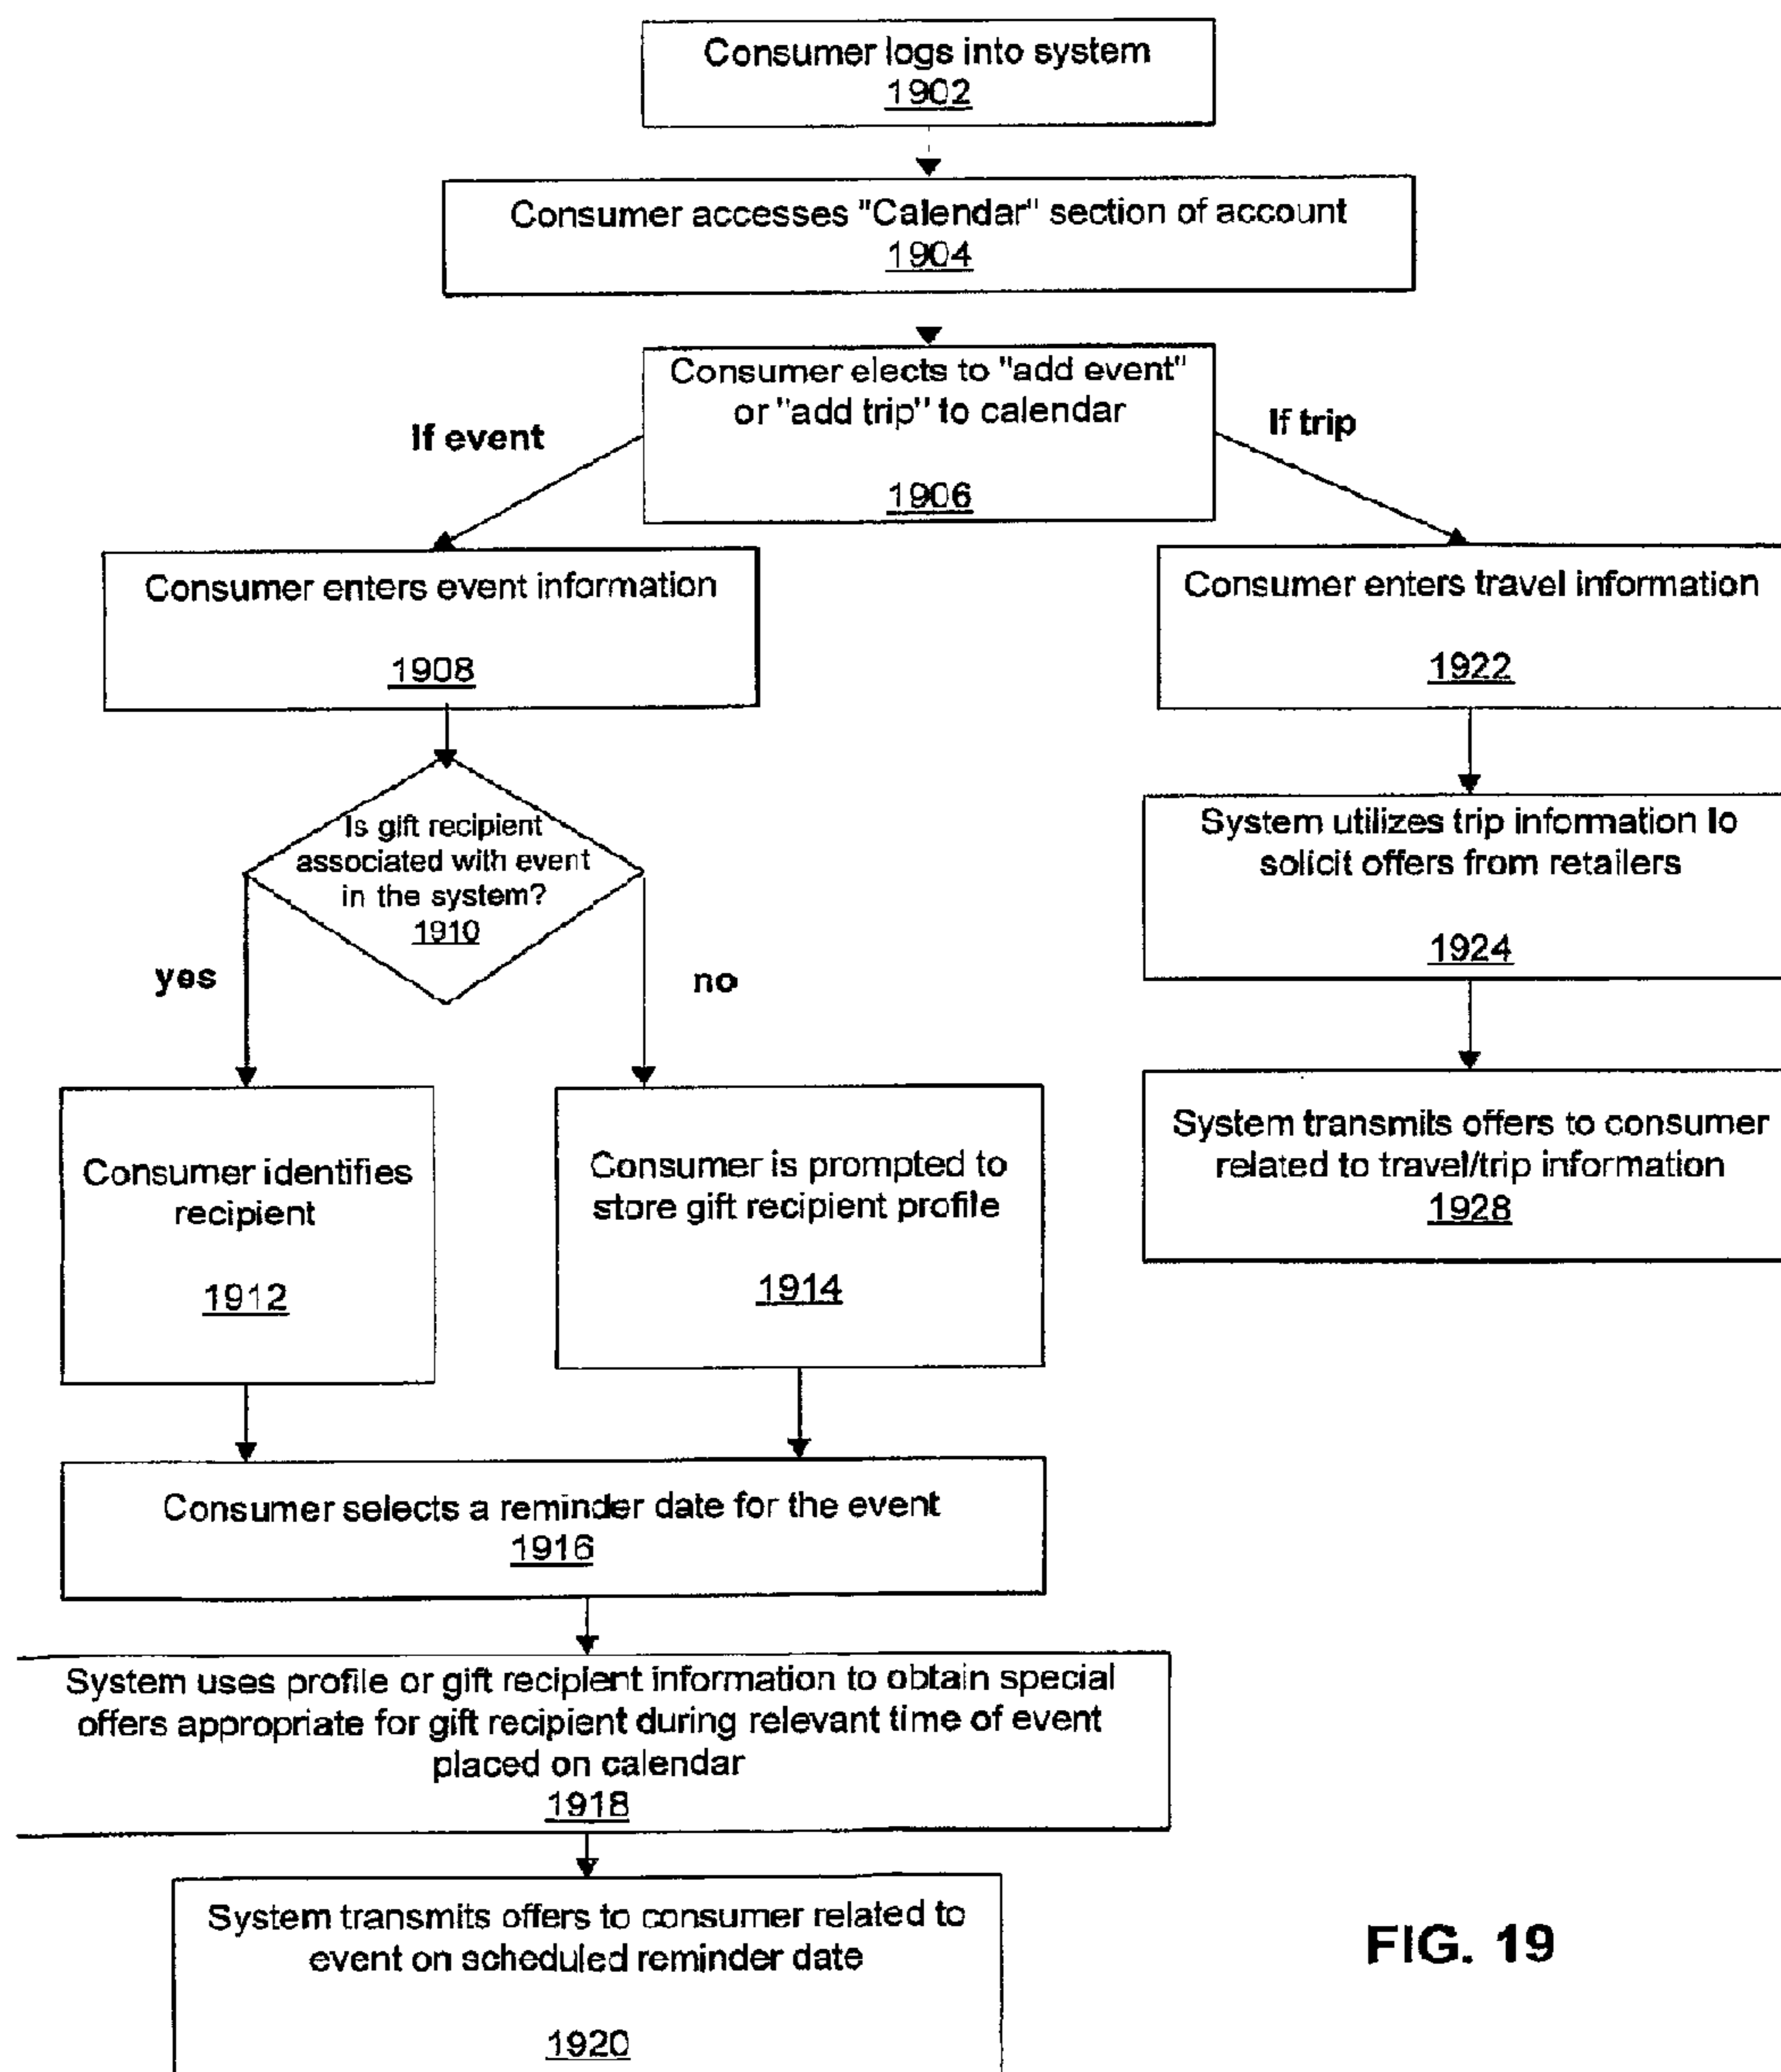 Consumer logs into system
1902
Consumer accesses "Calendar" section of account
1904
Consumer elects to "add event"
or "add trip" to calendar
1906
If event
If trip
Consumer enters event information
1908
Consumer enters travel information
1922
Is gift recipient
associated with event
in the system?
1910
yes
no
System utilizes trip information to
solicit offers from retailers
1924
Consumer identifies
recipient
1912
Consumer is prompted to
store gift recipient profile
1914
System transmits offers to consumer
related to travel/trip information
1928
Consumer selects a reminder date for the event
1916
System uses profile or gift recipient information to obtain special
offers appropriate for gift recipient during relevant time of event
placed on calendar
1918
System transmits offers to consumer related to
event on scheduled reminder date
1920
FIG. 19